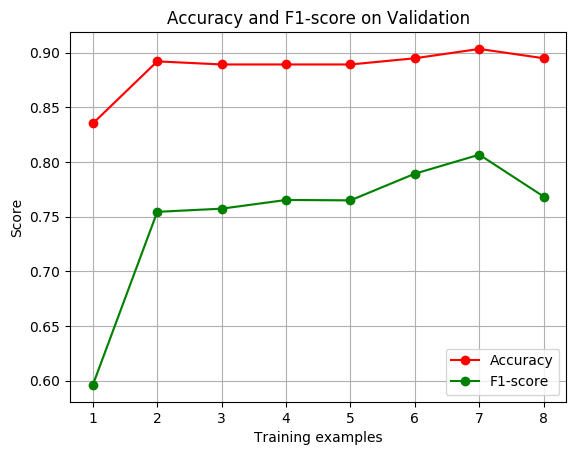 Accuracy and F1-score on Validation
0.90
0.85
0.80
0.75
0.70
0.65
0.60
Score
1 2 3 4 5 6 7 8
Training examples
Accuracy
F1-score